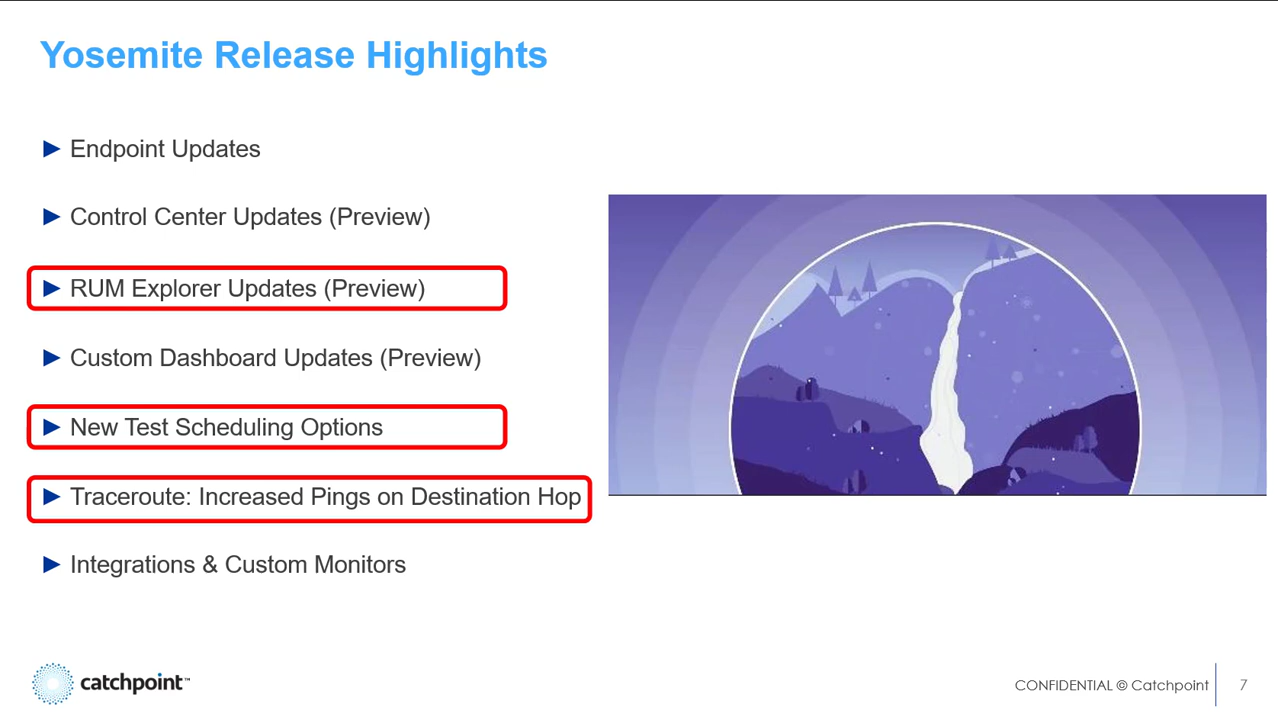 Yosemite Release Highlights
► Endpoint Updates
► Control Center Updates (Preview)
► RUM Explorer Updates (Preview)
► Custom Dashboard Updates (Preview)
► New Test Scheduling Options
► Traceroute: Increased Pings on Destination Hop
► Integrations & Custom Monitors
catchpoint™
CONFIDENTIAL © Catchpoint
7